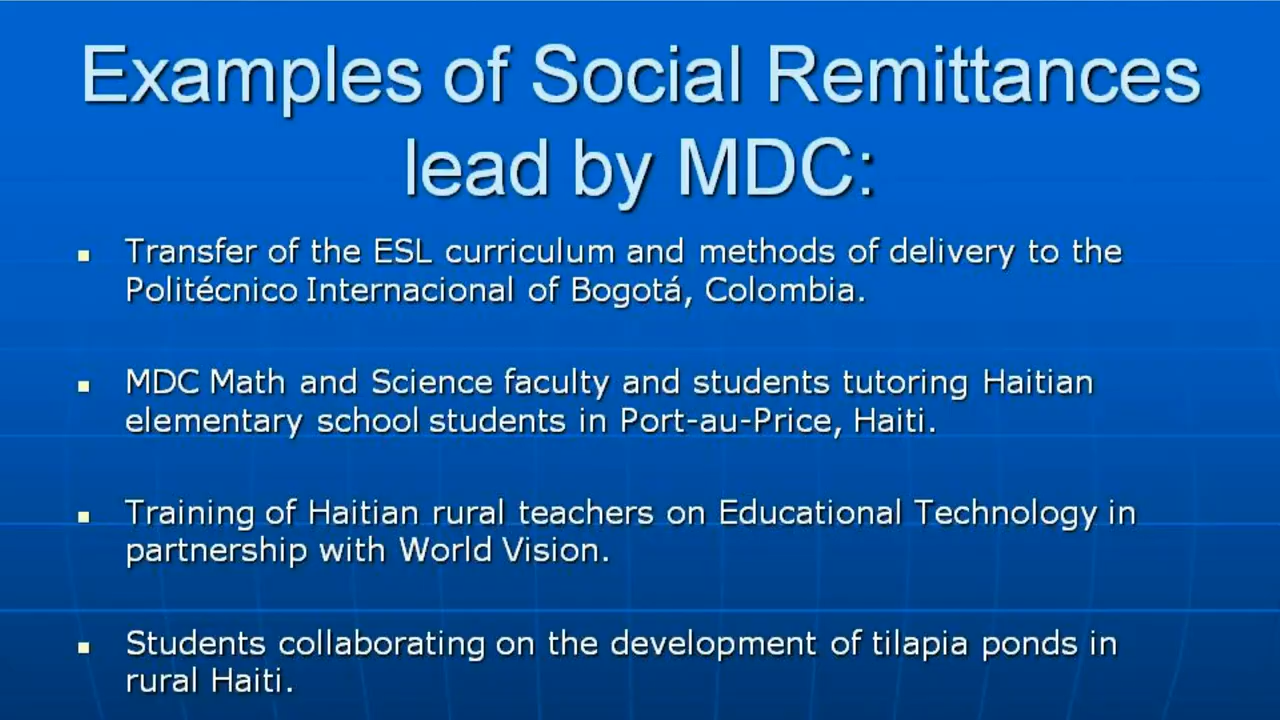 Examples of Social Remittances
lead by MDC:
Transfer of the ESL curriculum and methods of delivery to the
Politécnico Internacional of Bogotá, Colombia.
MDC Math and Science faculty and students tutoring Haitian
elementary school students in Port-au-Price, Haiti.
Training of Haitian rural teachers on Educational Technology in
partnership with World Vision.
Students collaborating on the development of tilapia ponds in
rural Haiti.